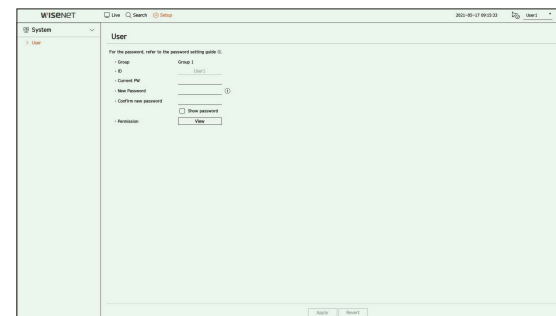 WISENET
Live Search Setup
2021-05-17 09:15:33 User1
System
> User
User
For the password, refer to the password setting guide
Group Group 1
ID User1
Current PW
New Password
Confirm new password
Show password
Permission View
Apply Revert